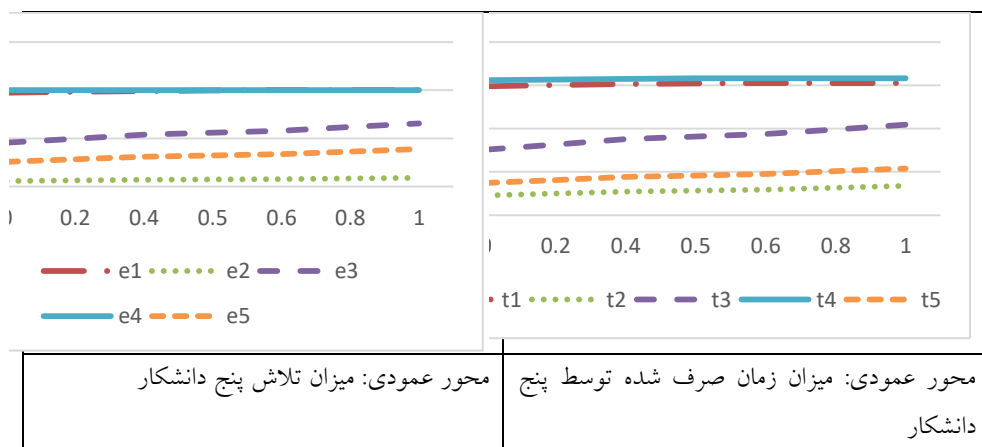 0.2 0.4 0.5 0.6 0.8 1
e1 e2 e3
e4 e5
0.2 0.4 0.5 0.6 0.8 1
t1 t2 t3 t4 t5
محور عمودی: میزان تلاش پنج دانشکار
محور عمودی: میزان زمان صرف شده توسط پنج
دانشکار